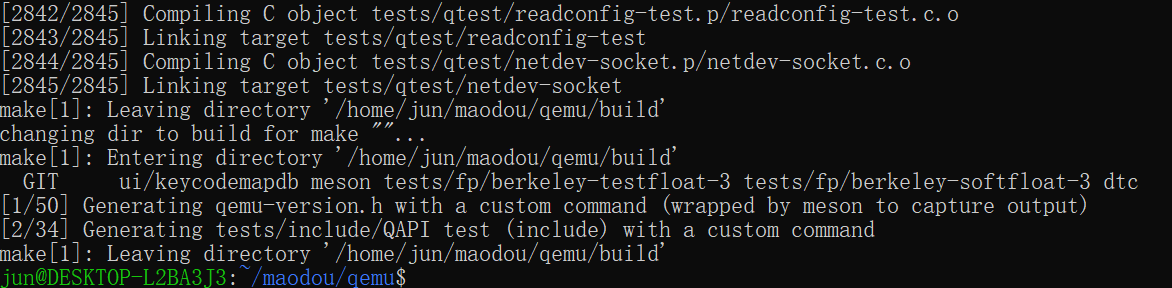 [2842/2845] Compiling C object tests/qtest/readconfig-test.p/readconfig-test.c.o
[2843/2845] Linking target tests/qtest/readconfig-test
[2844/2845] Compiling C object tests/qtest/netdev-socket.p/netdev-socket.c.o
[2845/2845] Linking target tests/qtest/netdev-socket
make[1]: Leaving directory '/home/jun/maodou/qemu/build'
changing dir to build for make ""...
make[1]: Entering directory '/home/jun/maodou/qemu/build'
  GIT     ui/keycodemapdb meson tests/fp/berkeley-testfloat-3 tests/fp/berkeley-softfloat-3 dtc
[1/50] Generating qemu-version.h with a custom command (wrapped by meson to capture output)
[2/34] Generating tests/include/QAPI test (include) with a custom command
make[1]: Leaving directory '/home/jun/maodou/qemu/build'
jun@DESKTOP-L2BA3J3:~/maodou/qemu$